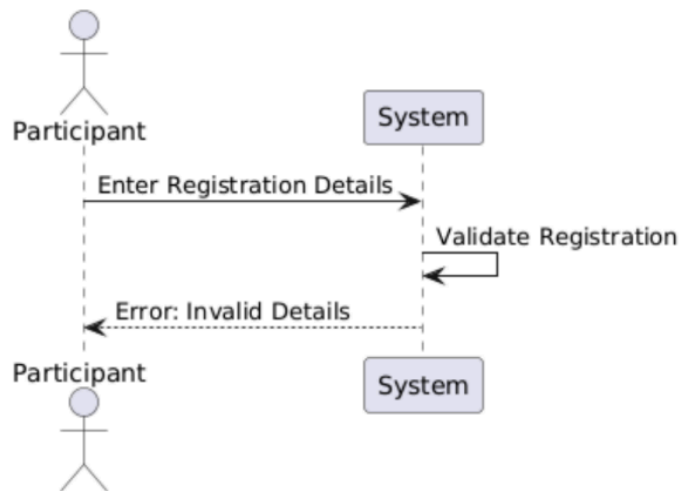 Participant
System
Enter Registration Details
Validate Registration
Error: Invalid Details
Participant
System